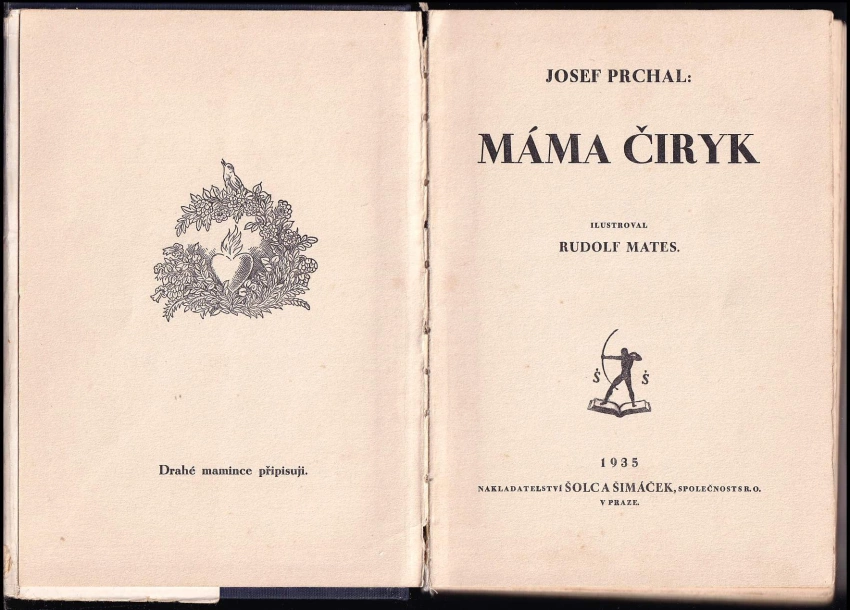 Drahé mamince připisuji.
JOSEF PRCHAL:
MÁMA ČIRYK
ILUSTROVAL
RUDOLF MATES.
Š Š
1935
NAKLADATELSTVÍ ŠOLC A ŠIMÁČEK, SPOLEČNOST S R. O.
V PRAZE.